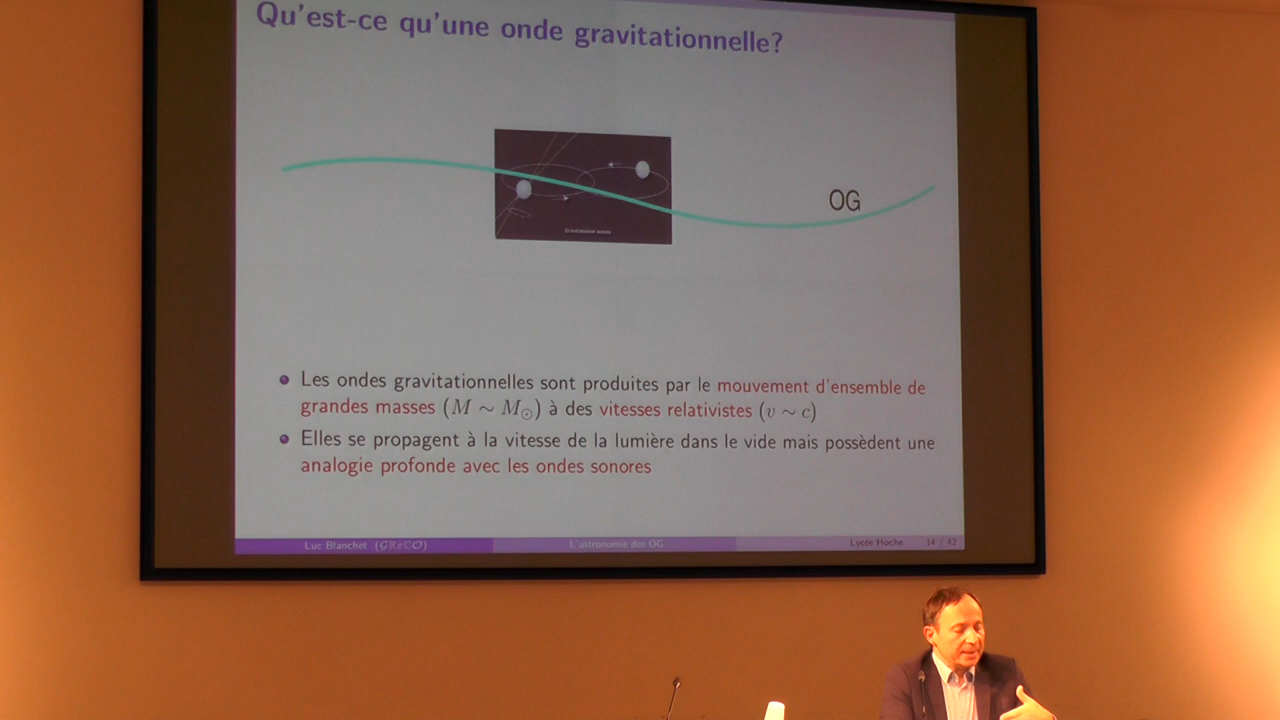 Qu'est-ce qu'une onde gravitationnelle?
OG
Gravitational waves
Les ondes gravitationnelles sont produites par le mouvement d'ensemble de
grandes masses (M ∼ M⊙) à des vitesses relativistes (v ∼ c)
Elles se propagent à la vitesse de la lumière dans le vide mais possèdent une
analogie profonde avec les ondes sonores
Luc Blanchet (GReCO) L'astronomie des OG Lycée Hoche 14 / 42